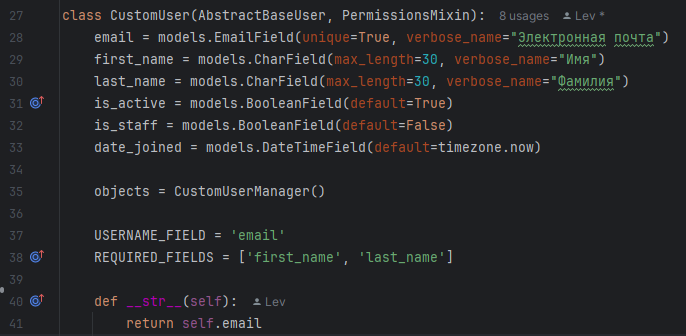 27 class CustomUser(AbstractBaseUser, PermissionsMixin): 8 usages Lev *
28 email = models.EmailField(unique=True, verbose_name="Электронная почта")
29 first_name = models.CharField(max_length=30, verbose_name="Имя")
30 last_name = models.CharField(max_length=30, verbose_name="Фамилия")
31 is_active = models.BooleanField(default=True)
32 is_staff = models.BooleanField(default=False)
33 date_joined = models.DateTimeField(default=timezone.now)
34
35 objects = CustomUserManager()
36
37 USERNAME_FIELD = 'email'
38 REQUIRED_FIELDS = ['first_name', 'last_name']
39
40 def __str__(self): Lev
41 return self.email